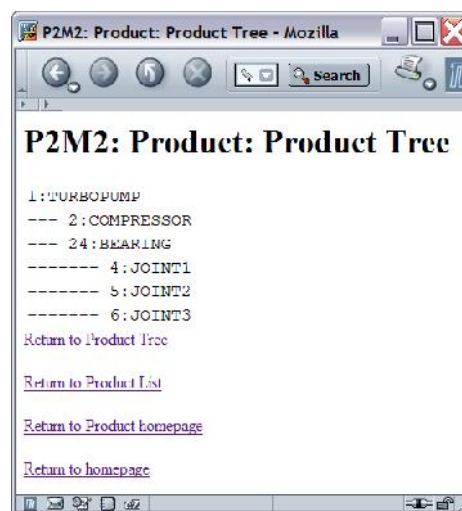 P2M2: Product: Product Tree - Mozilla
Search
P2M2: Product: Product Tree
1:TURBOPUMP
--- 2:COMPRESSOR
--- 24:BEARING
------- 4:JOINT1
------- 5:JOINT2
------- 6:JOINT3
Return to Product Tree
Return to Product List
Return to Product homepage
Return to homepage